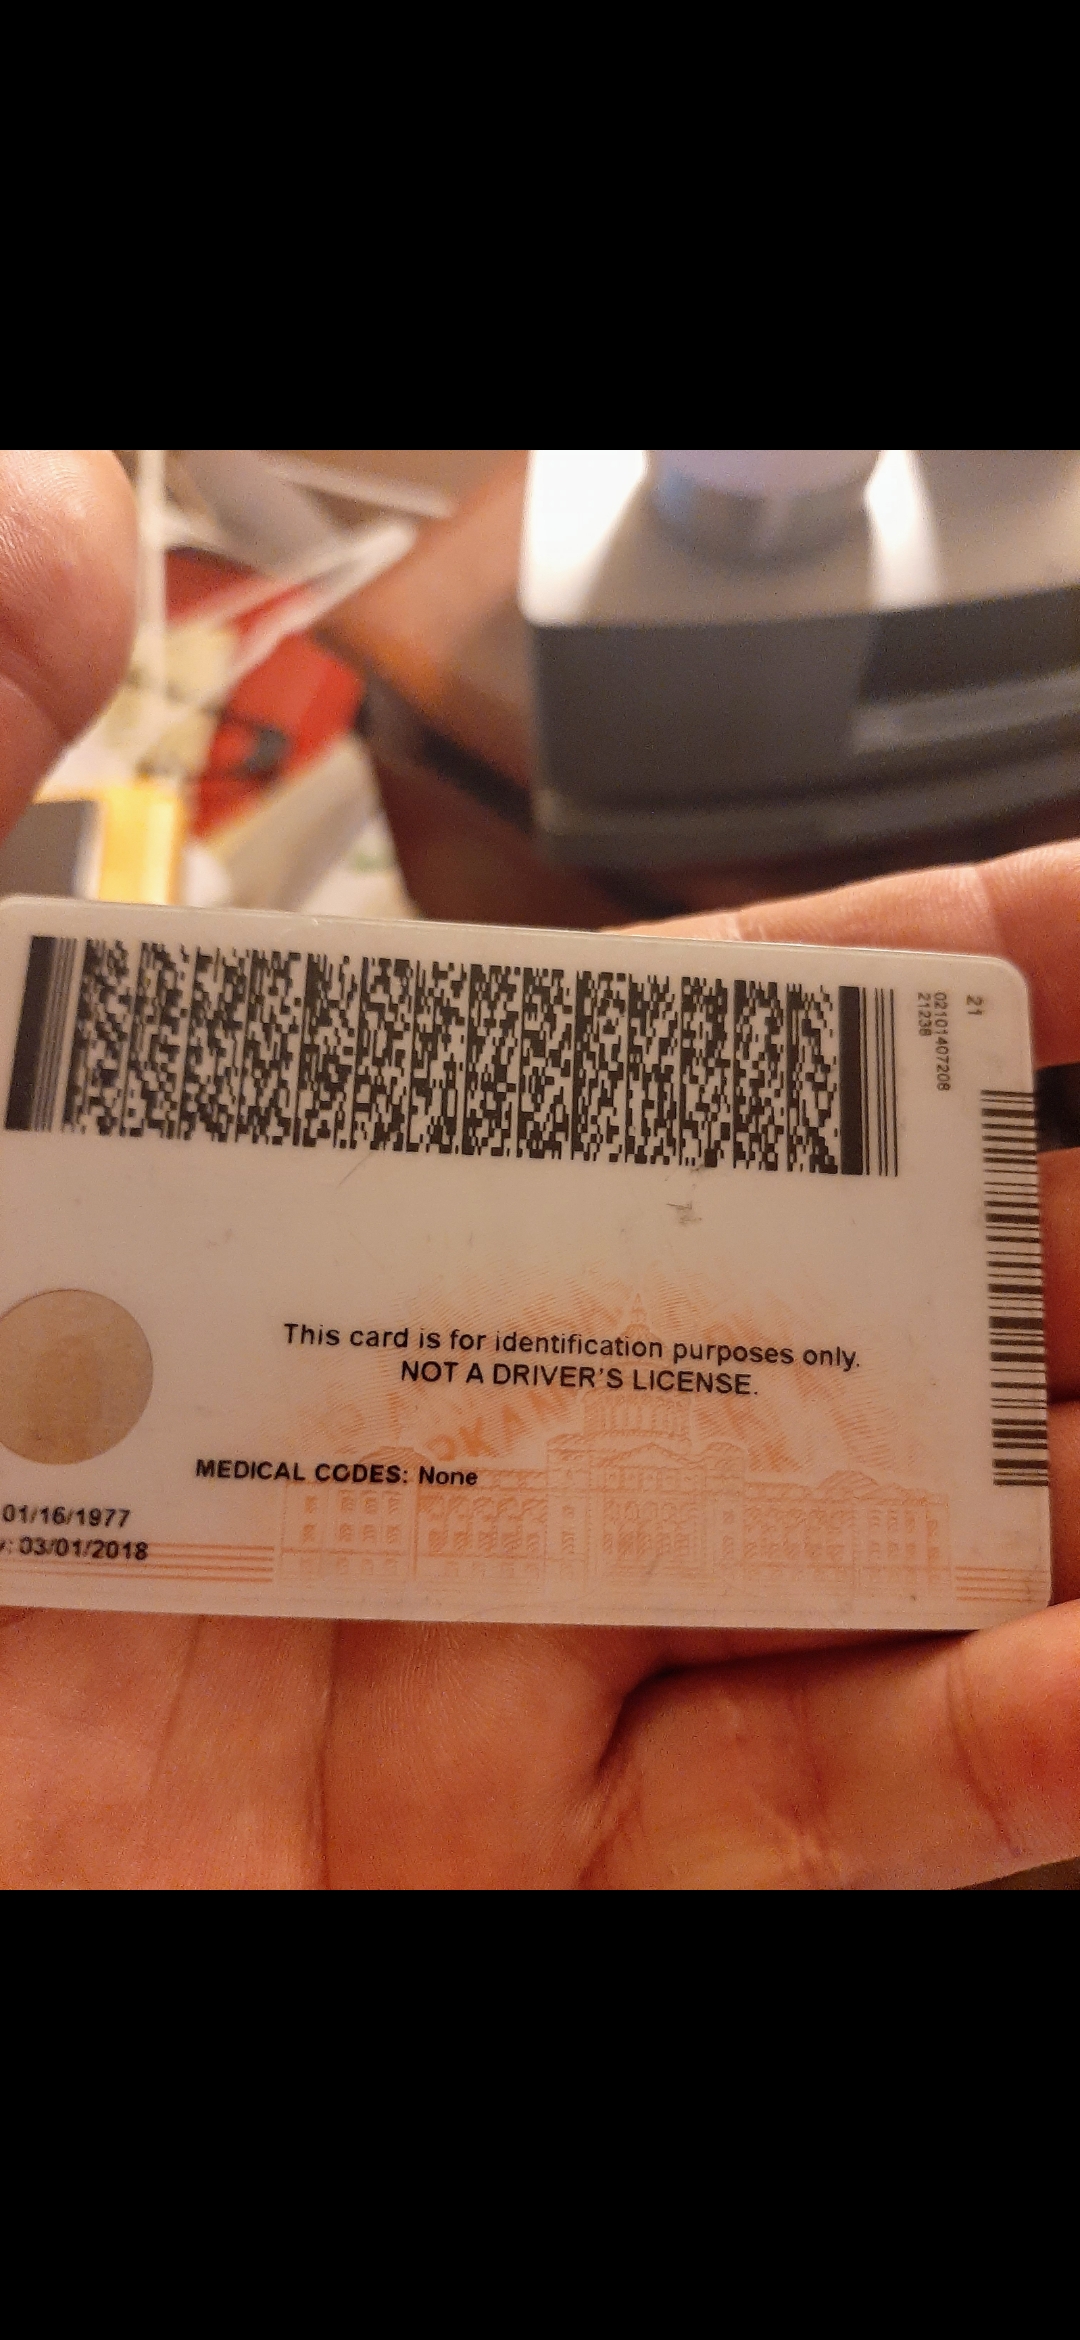 21
02101407208
21238
This card is for identification purposes only.
NOT A DRIVER'S LICENSE.
MEDICAL CODES: None
01/16/1977
: 03/01/2018